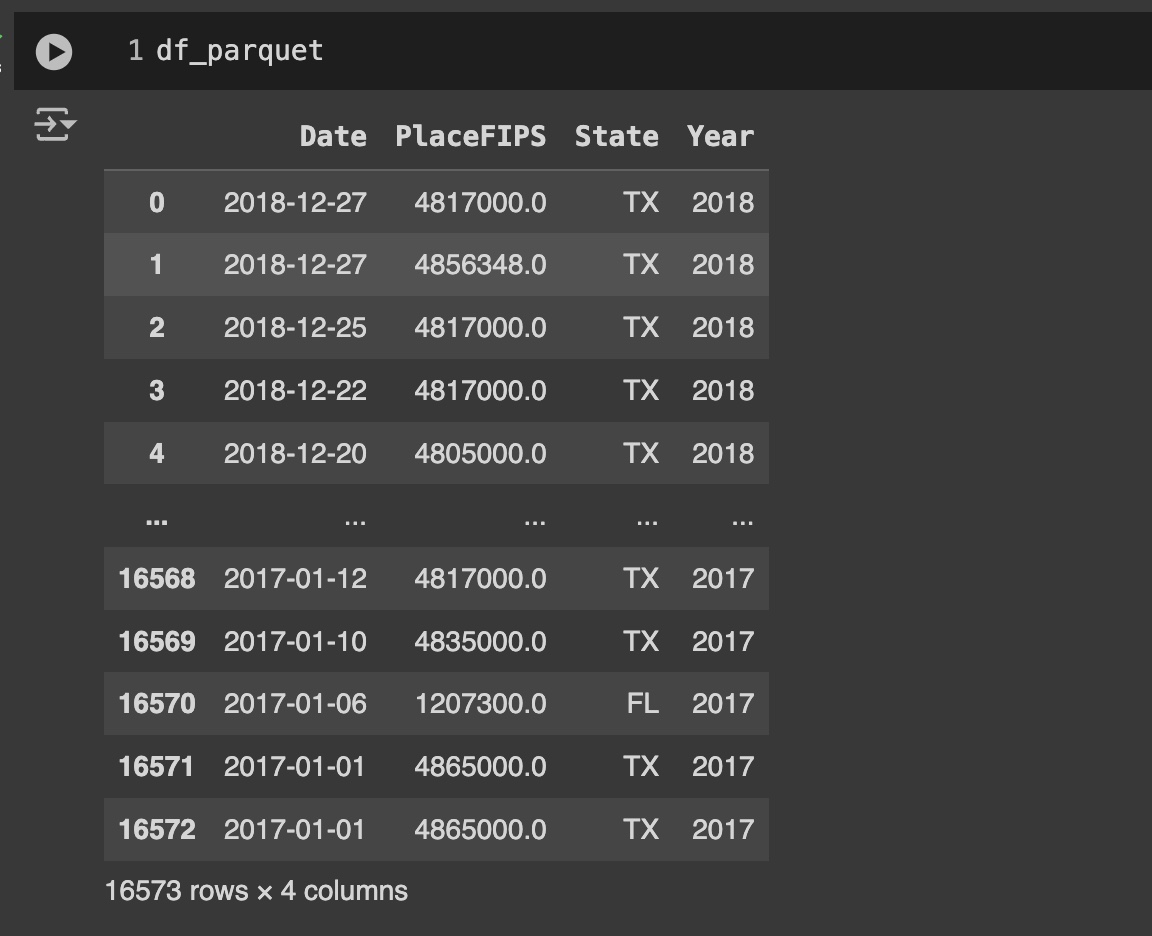 1 df_parquet
Date PlaceFIPS State Year
0 2018-12-27 4817000.0 TX 2018
1 2018-12-27 4856348.0 TX 2018
2 2018-12-25 4817000.0 TX 2018
3 2018-12-22 4817000.0 TX 2018
4 2018-12-20 4805000.0 TX 2018
... ... ... ... ...
16568 2017-01-12 4817000.0 TX 2017
16569 2017-01-10 4835000.0 TX 2017
16570 2017-01-06 1207300.0 FL 2017
16571 2017-01-01 4865000.0 TX 2017
16572 2017-01-01 4865000.0 TX 2017
16573 rows × 4 columns